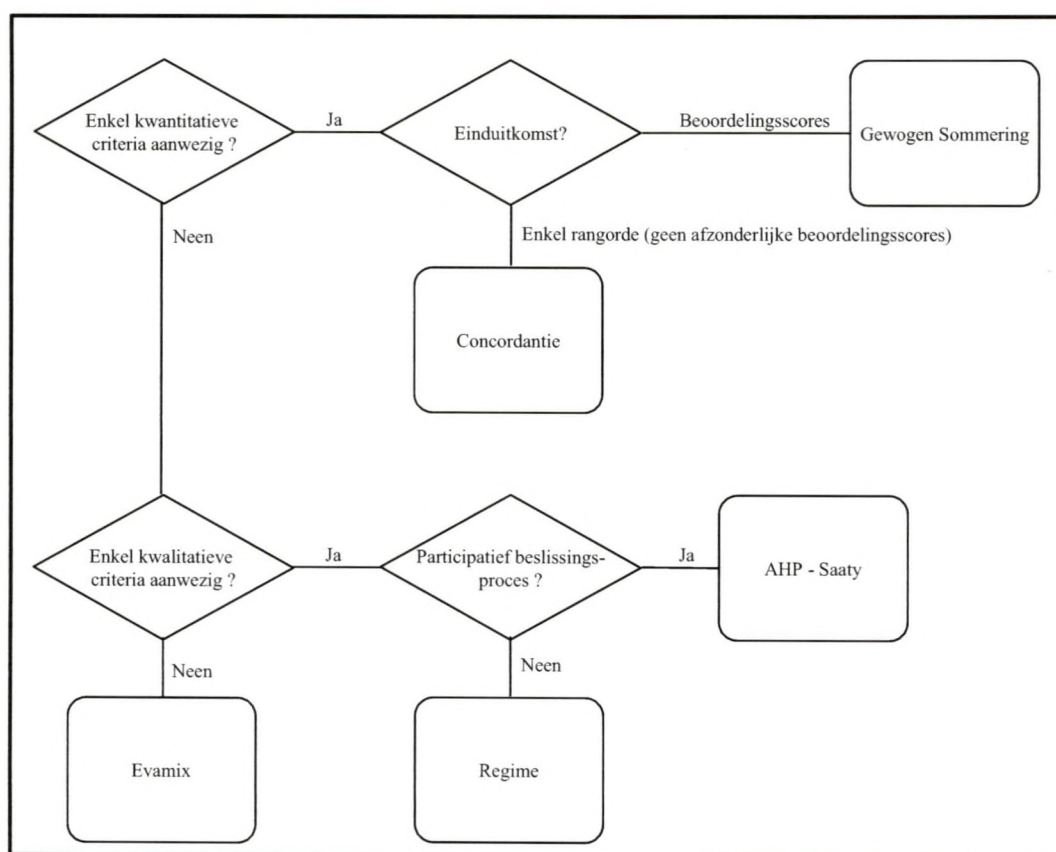 Enkel kwantitatieve
criteria aanwezig ?
Ja
Einduitkomst?
Beoordelingsscores
Gewogen Sommering
Neen
Enkel rangorde (geen afzonderlijke beoordelingsscores)
Concordantie
Enkel kwalitatieve
criteria aanwezig ?
Ja
Participatief beslissings-
proces ?
Ja
AHP - Saaty
Neen
Neen
Evamix
Regime